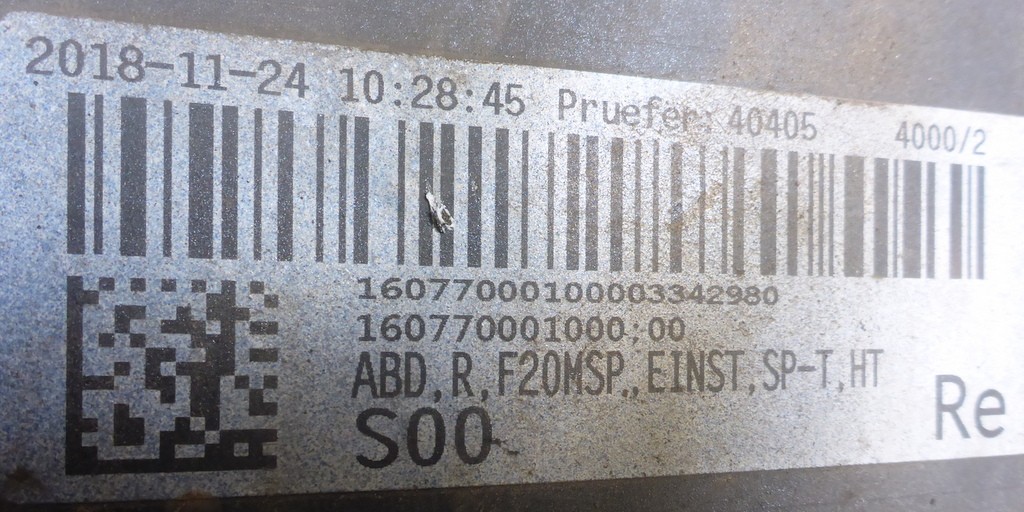 2018-11-24 10:28:45 Pruefer: 40405 4000/2
16077000100003342980
160770001000;00
ABD,R,F20MSP.,EINST,SP-T,HT
S00
Re